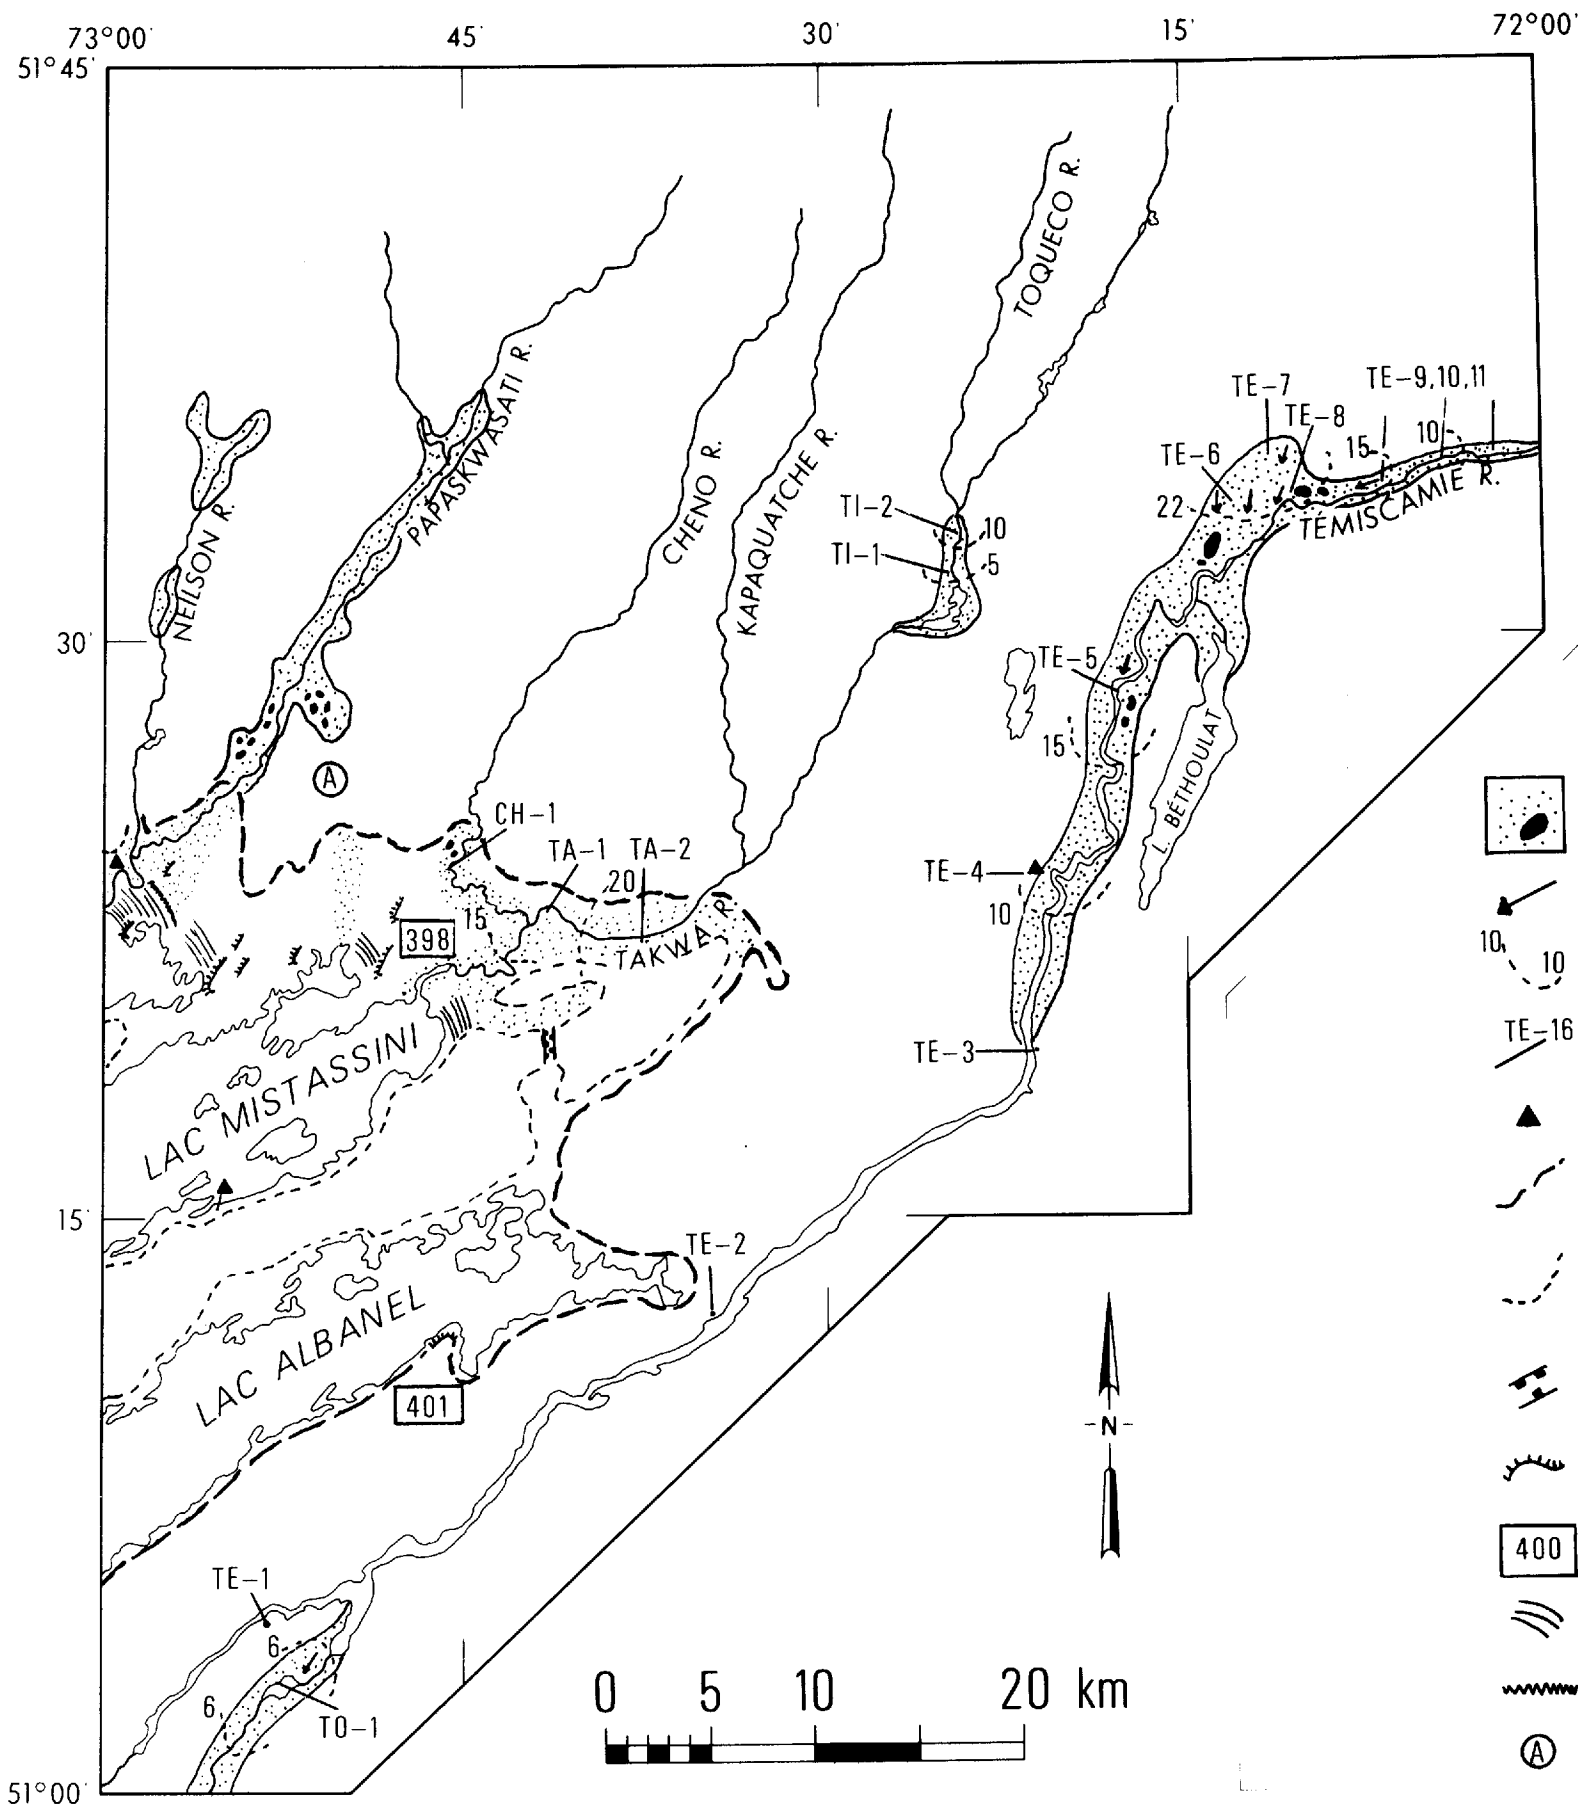 73°00' 45' 30' 15' 72°00'
51°45'
TOQUECO R.
PAPASKWASATI R.
TE-7
TE-9,10,11
TE-8
15
10
TE-6
22
TÉMISCAMIE R.
CHENO R.
KAPAQUATCHE R.
TI-2
10
TI-1
5
NEILSON R.
30'
TE-5
15
L. BÉTHOULAT
A
CH-1
TA-1 TA-2
20
TE-4
10
15
398
TAKWA R.
10
10
TE-3
TE-16
LAC MISTASSINI
15'
TE-2
LAC ALBANEL
401
N
400
TE-1
6
6
TO-1
0 5 10 20 km
A
51°00'